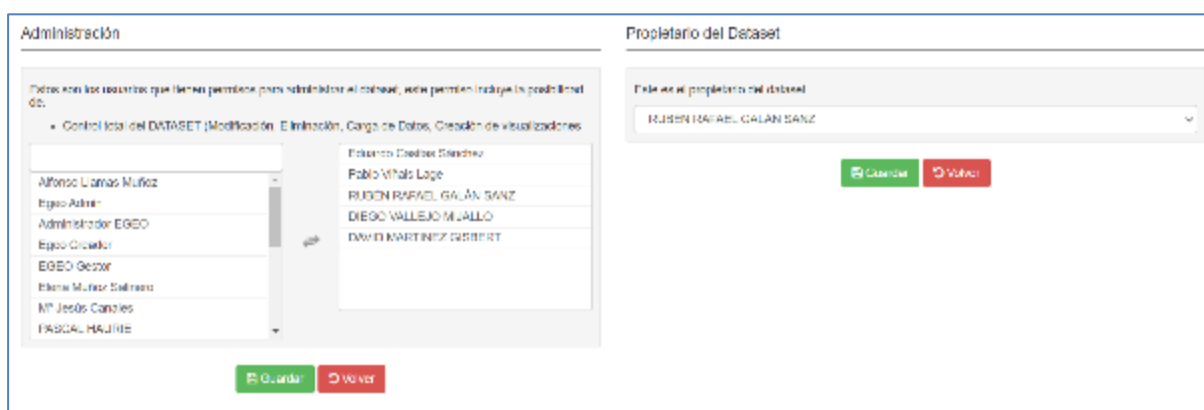 Administración
Estos son los usuarios que tienen permisos para administrar el dataset, este permiso incluye la posibilidad
de:
• Control total del DATASET (Modificación, Eliminación, Carga de Datos, Creación de visualizaciones
Alfonso Llamas Muñoz
Egeo Admin
Administrador EGEO
Egeo Creador
EGEO Gestor
Elena Muñoz Salinero
Mª Jesús Canales
PASCAL HAURIE
Eduardo Casillas Sánchez
Pablo Viñals Lage
RUBEN RAFAEL GALÁN SANZ
DIEGO VALLEJO MIJALLO
DAVID MARTINEZ GISBERT
Guardar Volver
Propietario del Dataset
Este es el propietario del dataset
RUBEN RAFAEL GALÁN SANZ
Guardar Volver